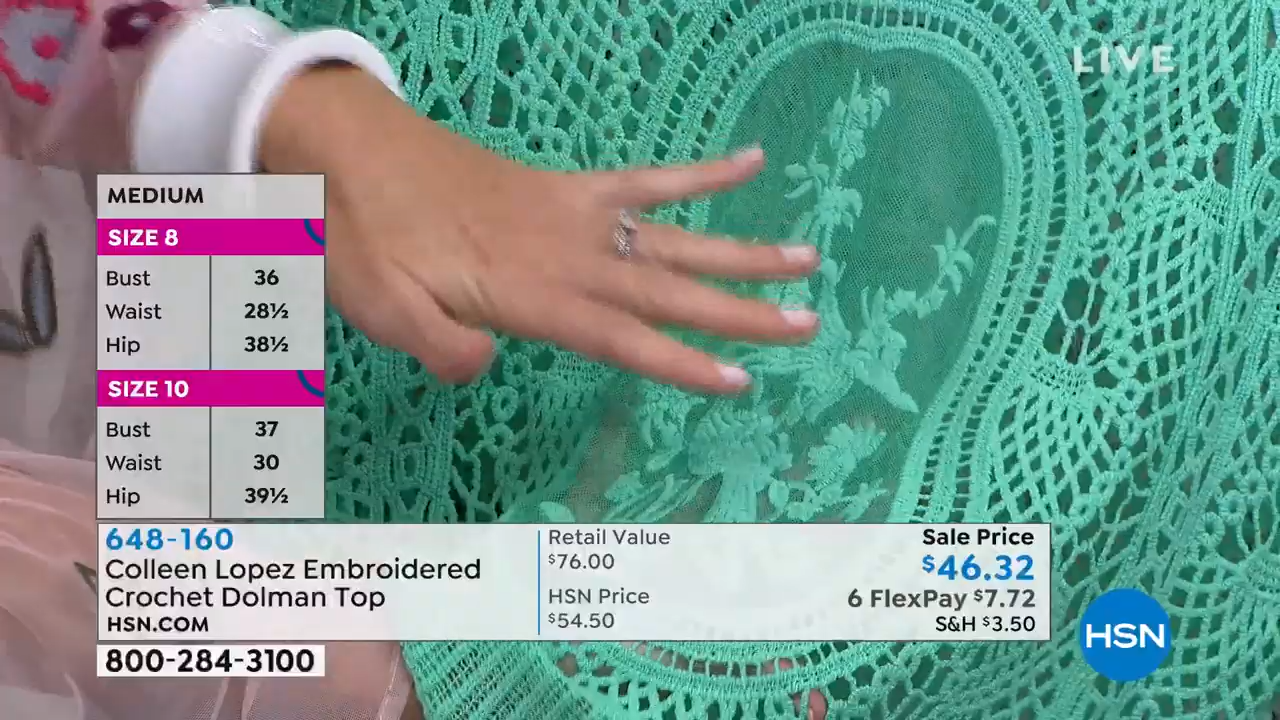 LIVE
MEDIUM
SIZE 8
Bust 36
Waist 28½
Hip 38½
SIZE 10
Bust 37
Waist 30
Hip 39½
648-160
Colleen Lopez Embroidered
Crochet Dolman Top
HSN.COM
Retail Value
$76.00
HSN Price
$54.50
Sale Price
$46.32
6 FlexPay $7.72
S&H $3.50
HSN
800-284-3100